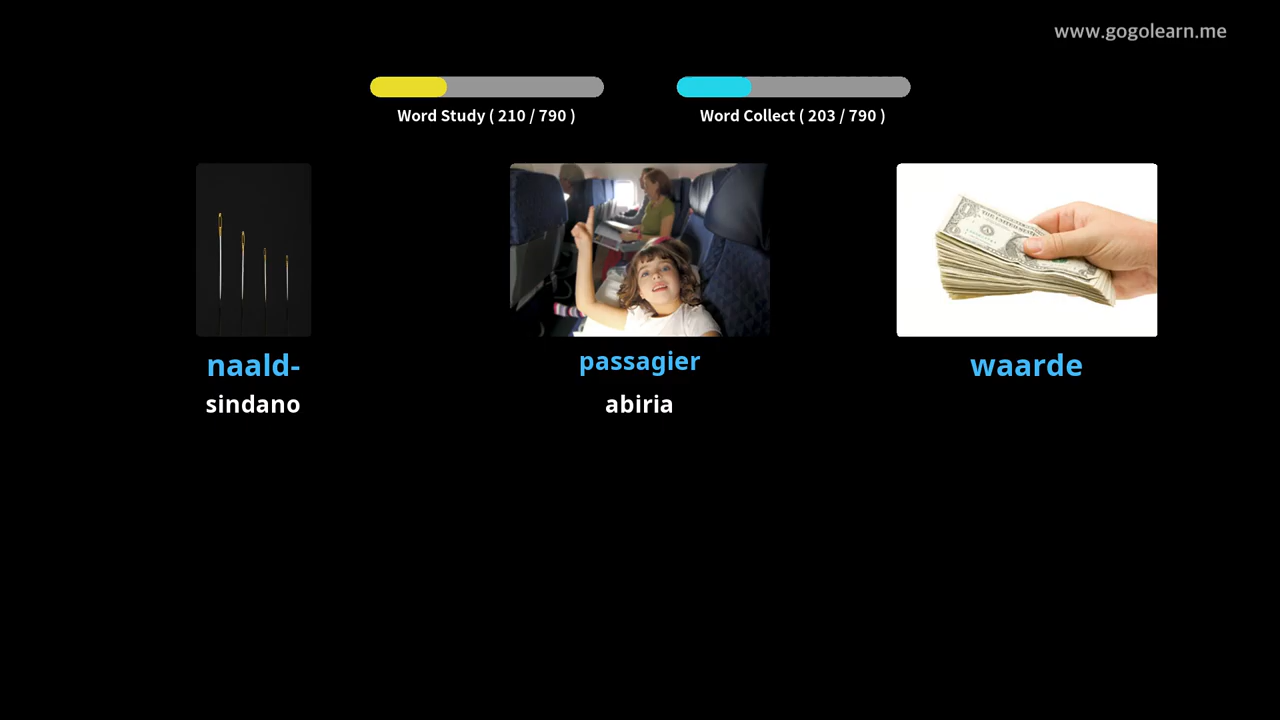 www.gogolearn.me
Word Study ( 210 / 790 )
Word Collect ( 203 / 790 )
naald-
sindano
passagier
abiria
waarde